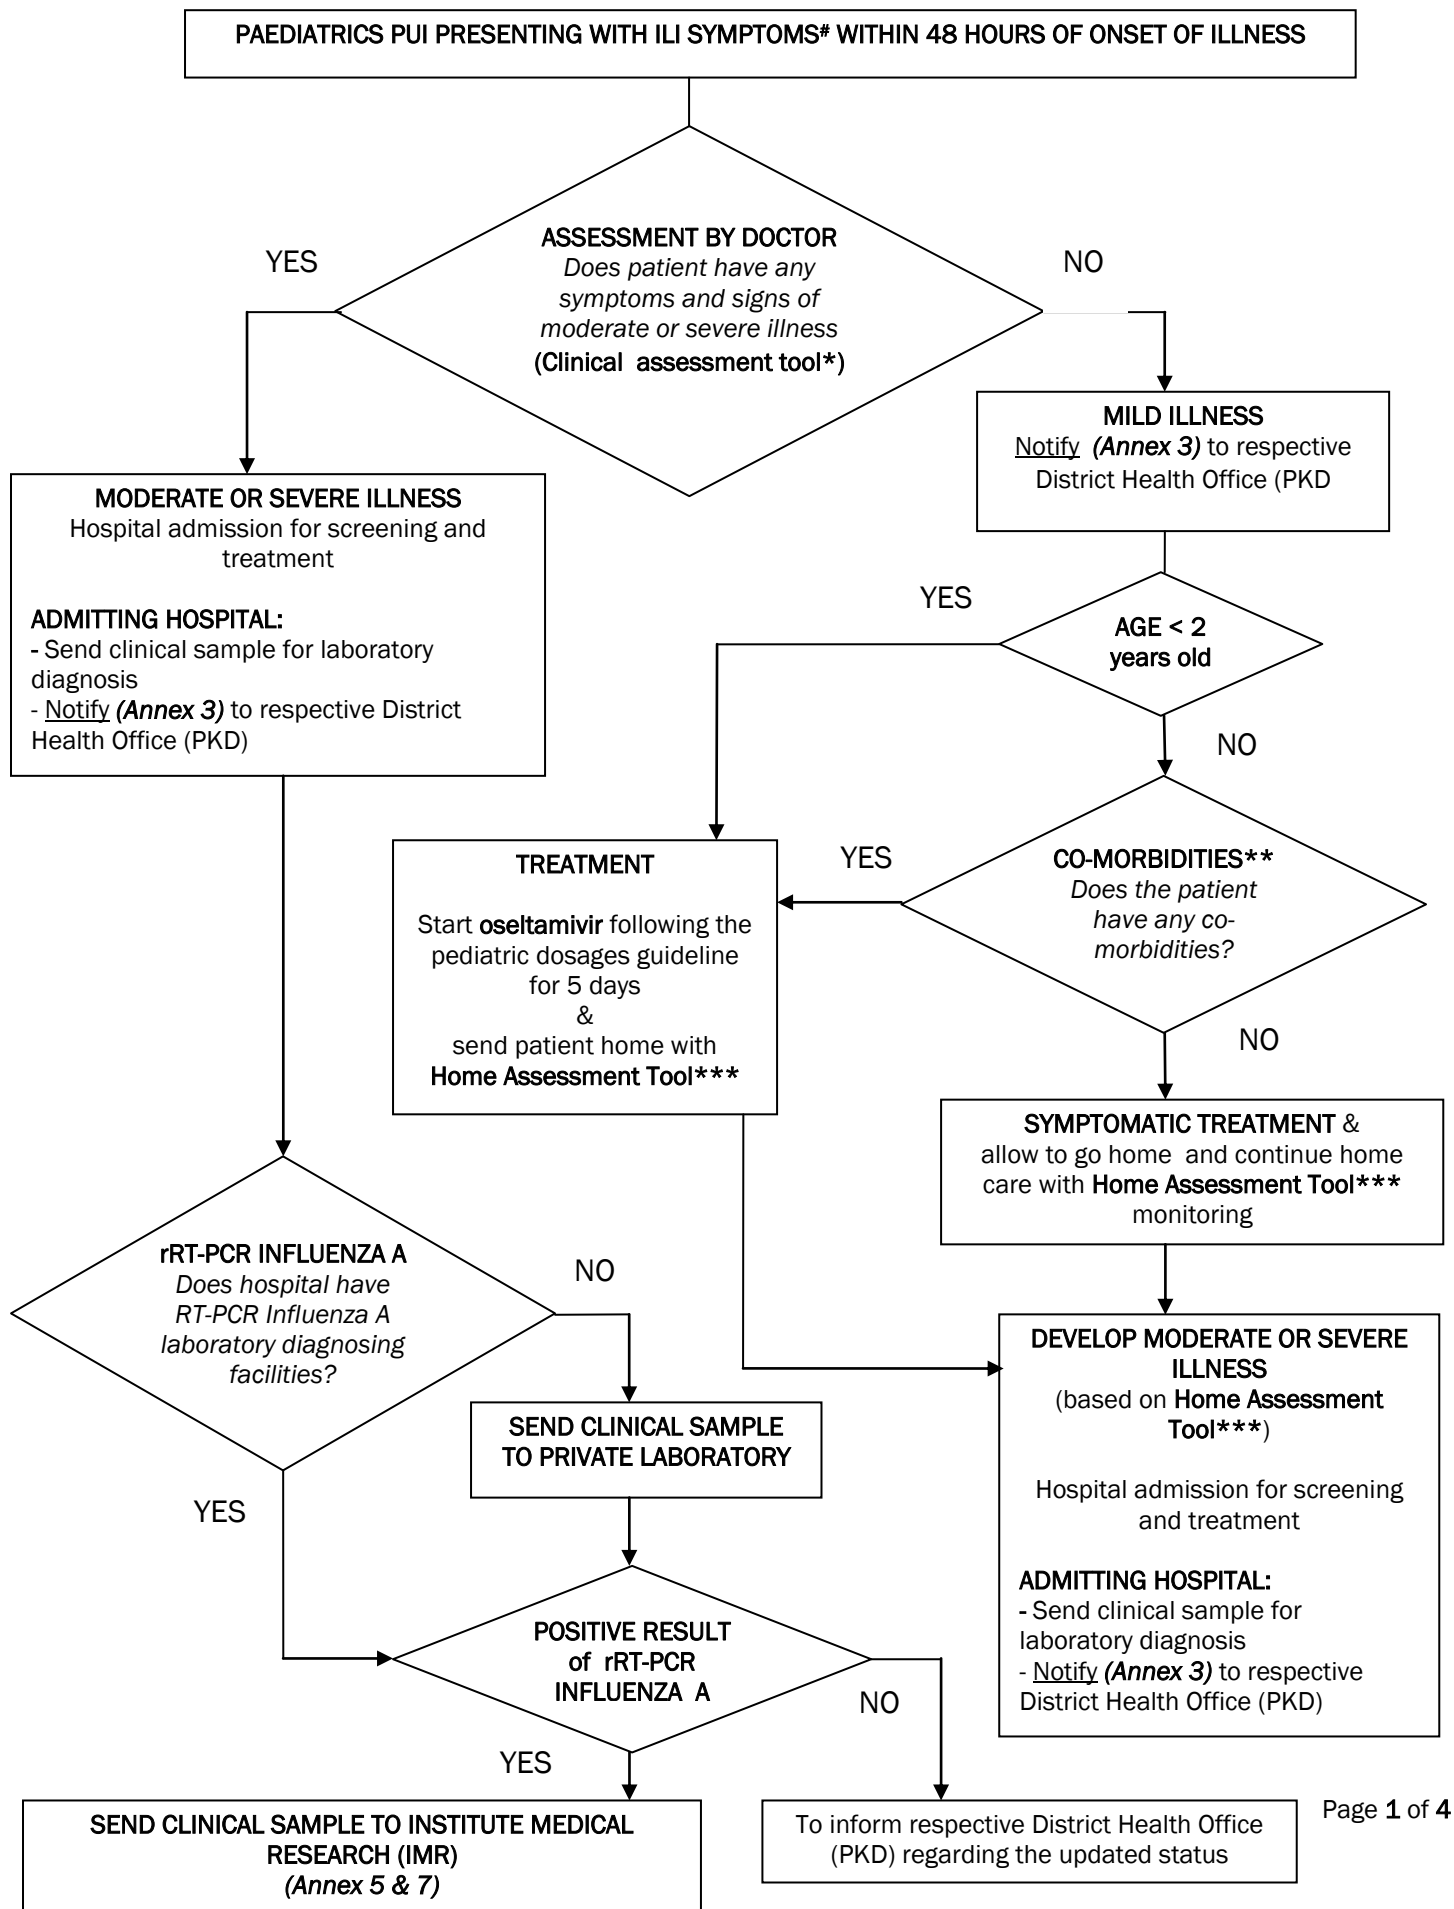 PAEDIATRICS PUI PRESENTING WITH ILI SYMPTOMS# WITHIN 48 HOURS OF ONSET OF ILLNESS
ASSESSMENT BY DOCTOR
Does patient have any
symptoms and signs of
moderate or severe illness
(Clinical assessment tool*)
YES
NO
MILD ILLNESS
Notify (Annex 3) to respective
District Health Office (PKD
MODERATE OR SEVERE ILLNESS
Hospital admission for screening and
treatment
ADMITTING HOSPITAL:
- Send clinical sample for laboratory
diagnosis
- Notify (Annex 3) to respective District
Health Office (PKD)
YES
AGE < 2
years old
NO
TREATMENT
Start oseltamivir following the
pediatric dosages guideline
for 5 days
&
send patient home with
Home Assessment Tool***
YES
CO-MORBIDITIES**
Does the patient
have any co-
morbidities?
NO
SYMPTOMATIC TREATMENT &
allow to go home and continue home
care with Home Assessment Tool***
monitoring
rRT-PCR INFLUENZA A
Does hospital have
RT-PCR Influenza A
laboratory diagnosing
facilities?
NO
YES
SEND CLINICAL SAMPLE
TO PRIVATE LABORATORY
DEVELOP MODERATE OR SEVERE
ILLNESS
(based on Home Assessment
Tool***)
Hospital admission for screening
and treatment
ADMITTING HOSPITAL:
- Send clinical sample for
laboratory diagnosis
- Notify (Annex 3) to respective
District Health Office (PKD)
POSITIVE RESULT
of rRT-PCR
INFLUENZA A
NO
YES
SEND CLINICAL SAMPLE TO INSTITUTE MEDICAL
RESEARCH (IMR)
(Annex 5 & 7)
To inform respective District Health Office
(PKD) regarding the updated status
Page 1 of 4